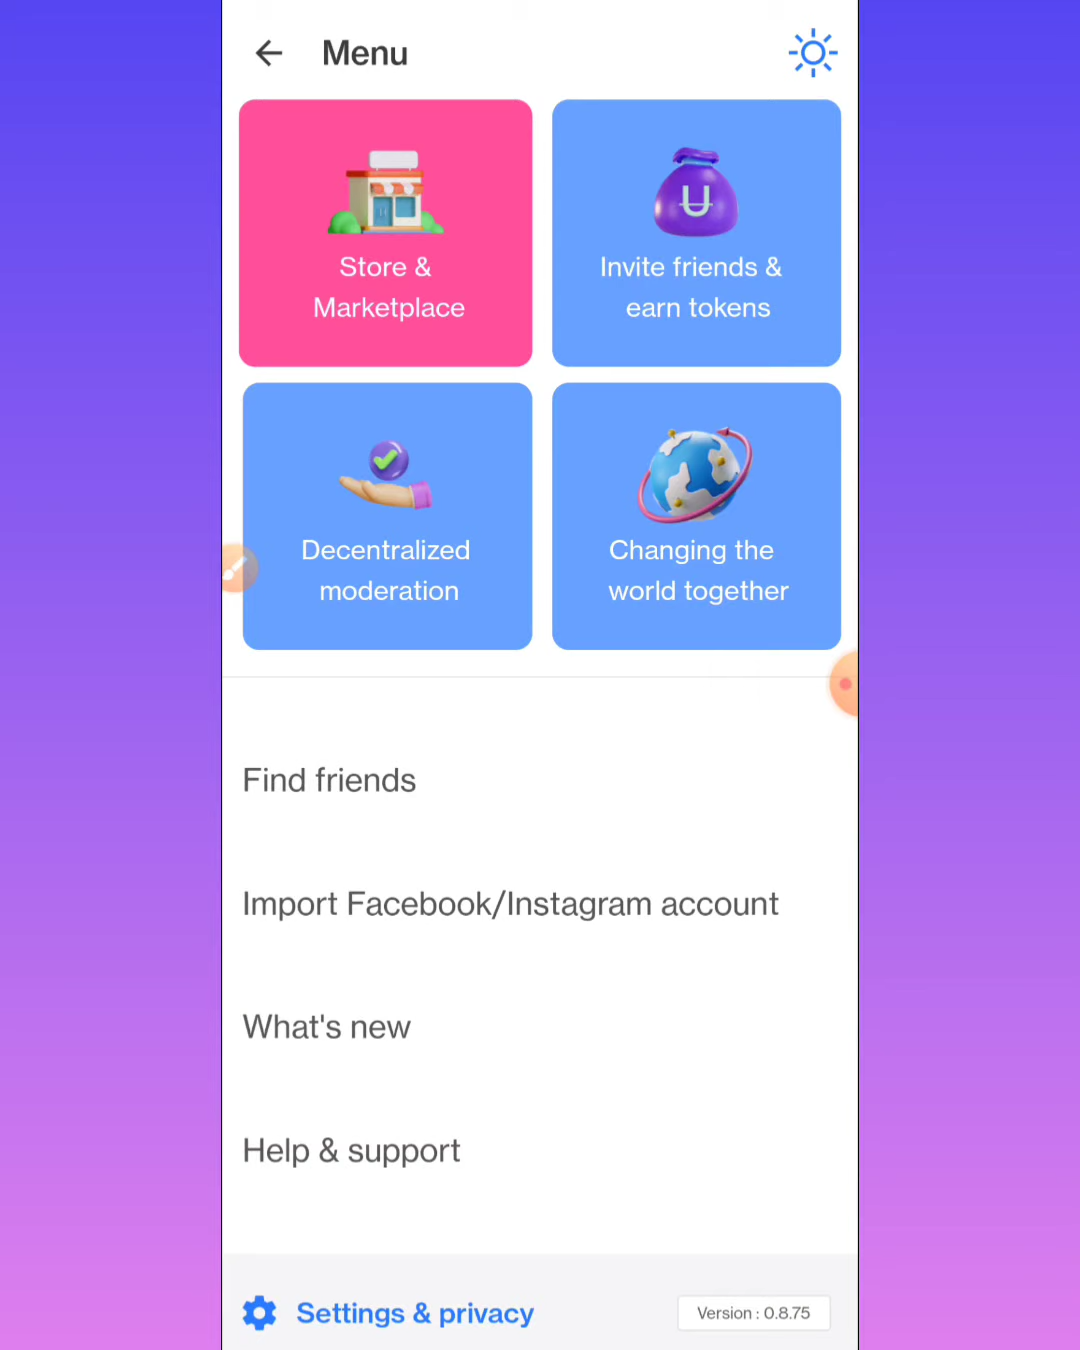 Menu
Store &
Marketplace
Invite friends &
earn tokens
Decentralized
moderation
Changing the
world together
Find friends
Import Facebook/Instagram account
What's new
Help & support
Settings & privacy
Version : 0.8.75